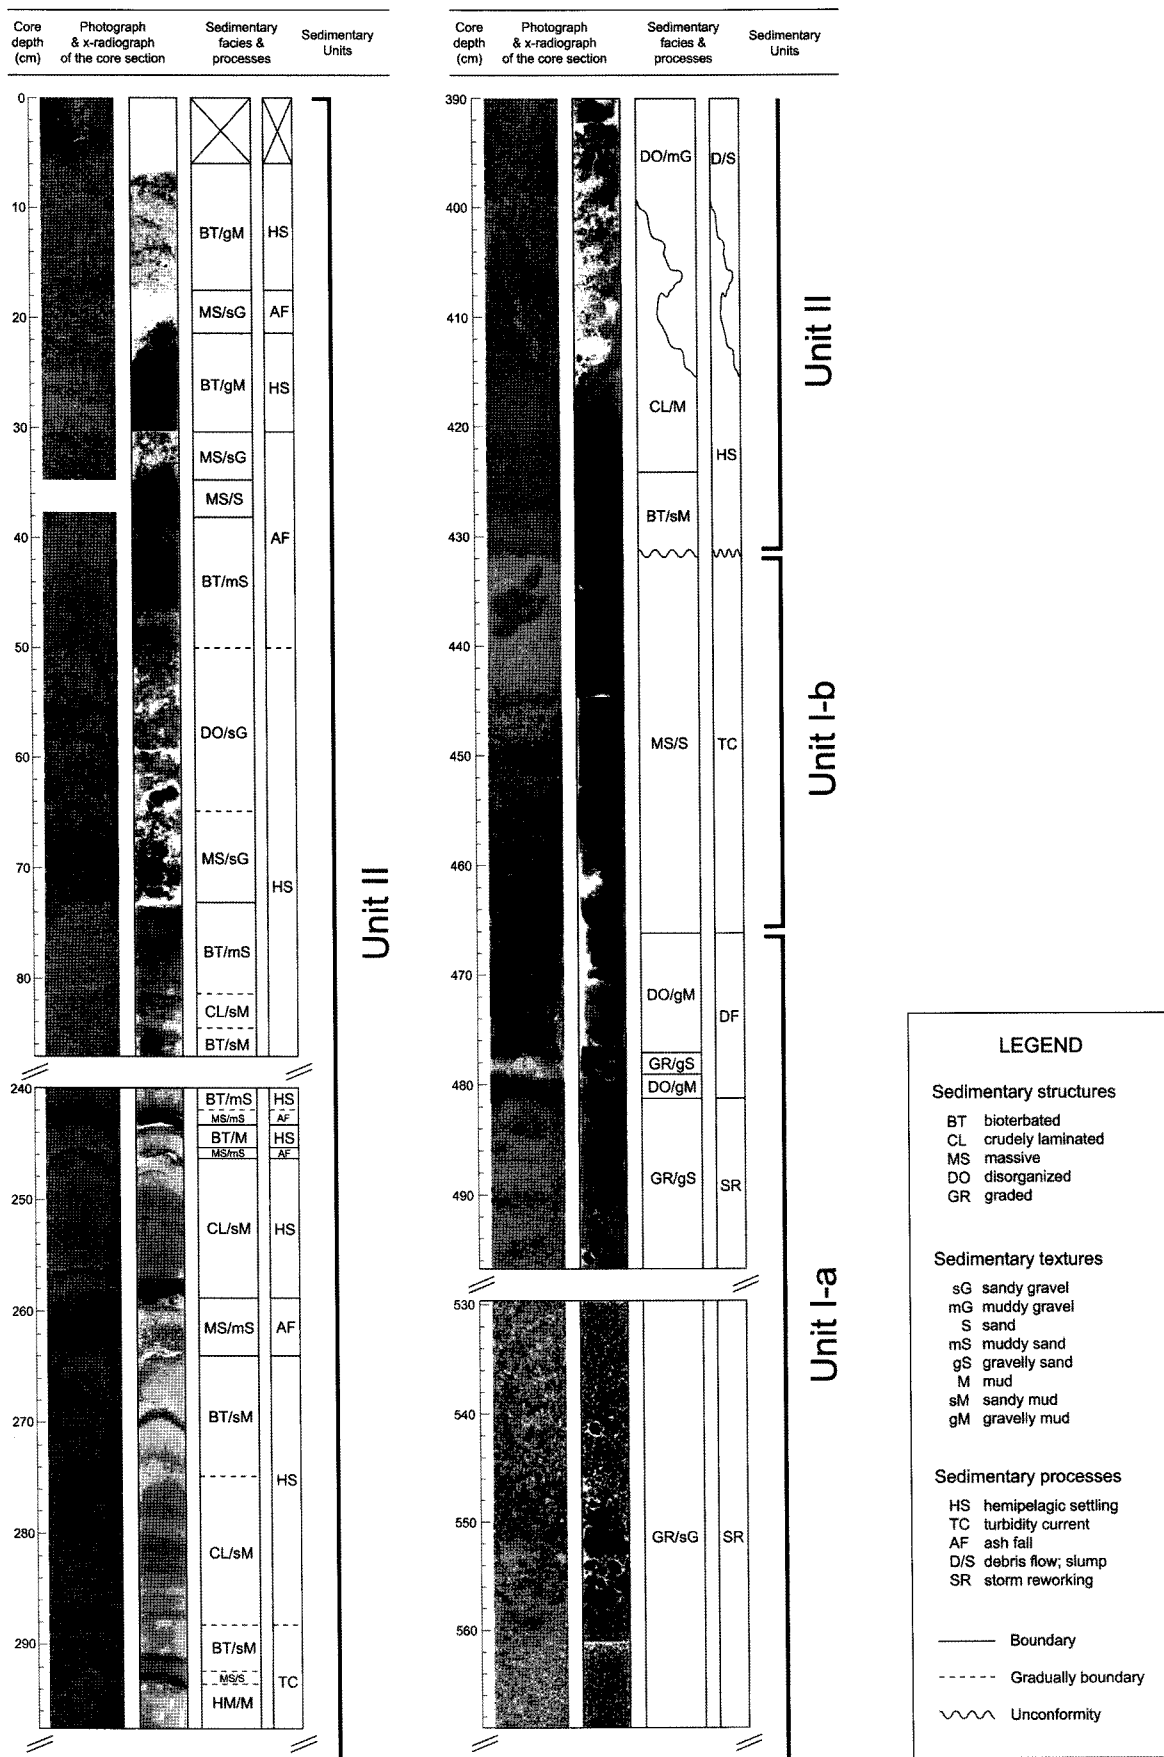 Core depth (cm)
Photograph & x-radiograph of the core section
Sedimentary facies & processes
Sedimentary Units
0
10
20
30
40
50
60
70
80
BT/gM HS
MS/sG AF
BT/gM HS
MS/sG
MS/S
AF
BT/mS
DO/sG
MS/sG
HS
BT/mS
CL/sM
BT/sM
240
250
260
270
280
290
BT/mS HS
MS/mS AF
BT/M HS
MS/mS AF
CL/sM HS
MS/mS AF
BT/sM
HS
CL/sM
BT/sM
MS/S
TC
HM/M
Unit II
Core depth (cm)
Photograph & x-radiograph of the core section
Sedimentary facies & processes
Sedimentary Units
390
400
410
420
430
440
450
460
470
480
490
DO/mG D/S
CL/M
HS
BT/sM
MS/S TC
DO/gM
DF
GR/gS
DO/gM
GR/gS SR
530
540
550
560
GR/sG SR
Unit II
Unit I-b
Unit I-a
LEGEND
Sedimentary structures
BT bioterbated
CL crudely laminated
MS massive
DO disorganized
GR graded
Sedimentary textures
sG sandy gravel
mG muddy gravel
S sand
mS muddy sand
gS gravelly sand
M mud
sM sandy mud
gM gravelly mud
Sedimentary processes
HS hemipelagic settling
TC turbidity current
AF ash fall
D/S debris flow; slump
SR storm reworking
Boundary
Gradually boundary
Unconformity